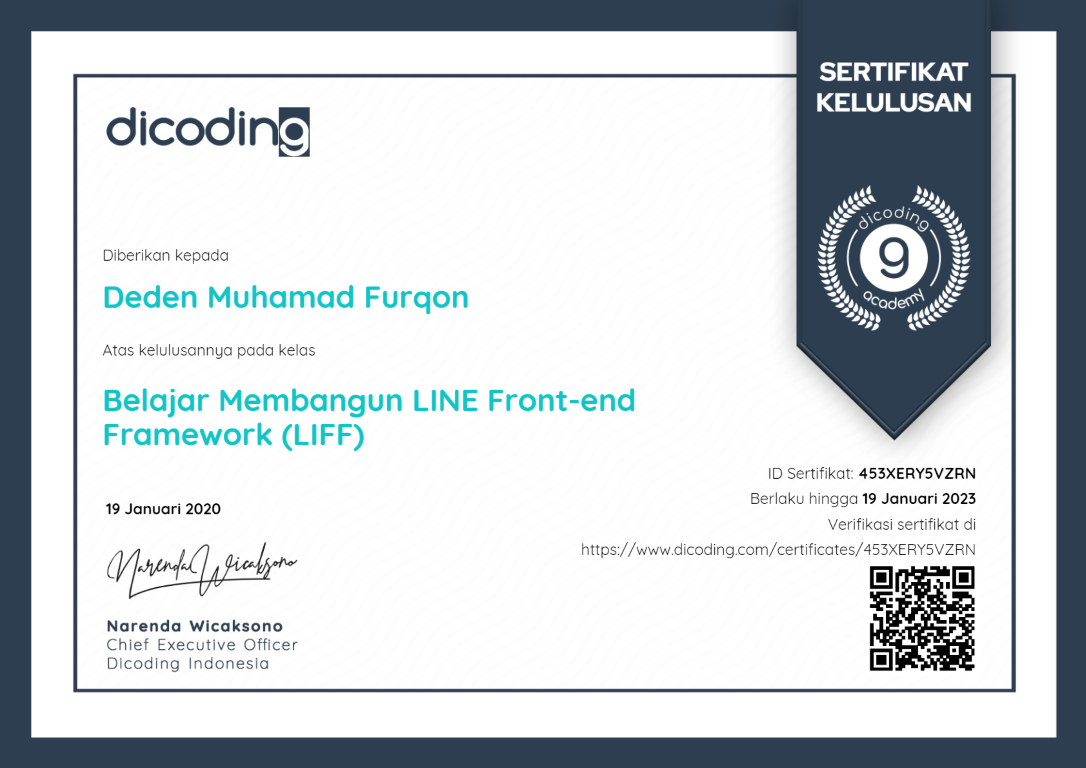 SERTIFIKAT
KELULUSAN
dicoding
dicoding
9
academy
Diberikan kepada
Deden Muhamad Furqon
Atas kelulusannya pada kelas
Belajar Membangun LINE Front-end
Framework (LIFF)
19 Januari 2020
Narenda Wicaksono
Narenda Wicaksono
Chief Executive Officer
Dicoding Indonesia
ID Sertifikat: 453XERY5VZRN
Berlaku hingga 19 Januari 2023
Verifikasi sertifikat di
https://www.dicoding.com/certificates/453XERY5VZRN